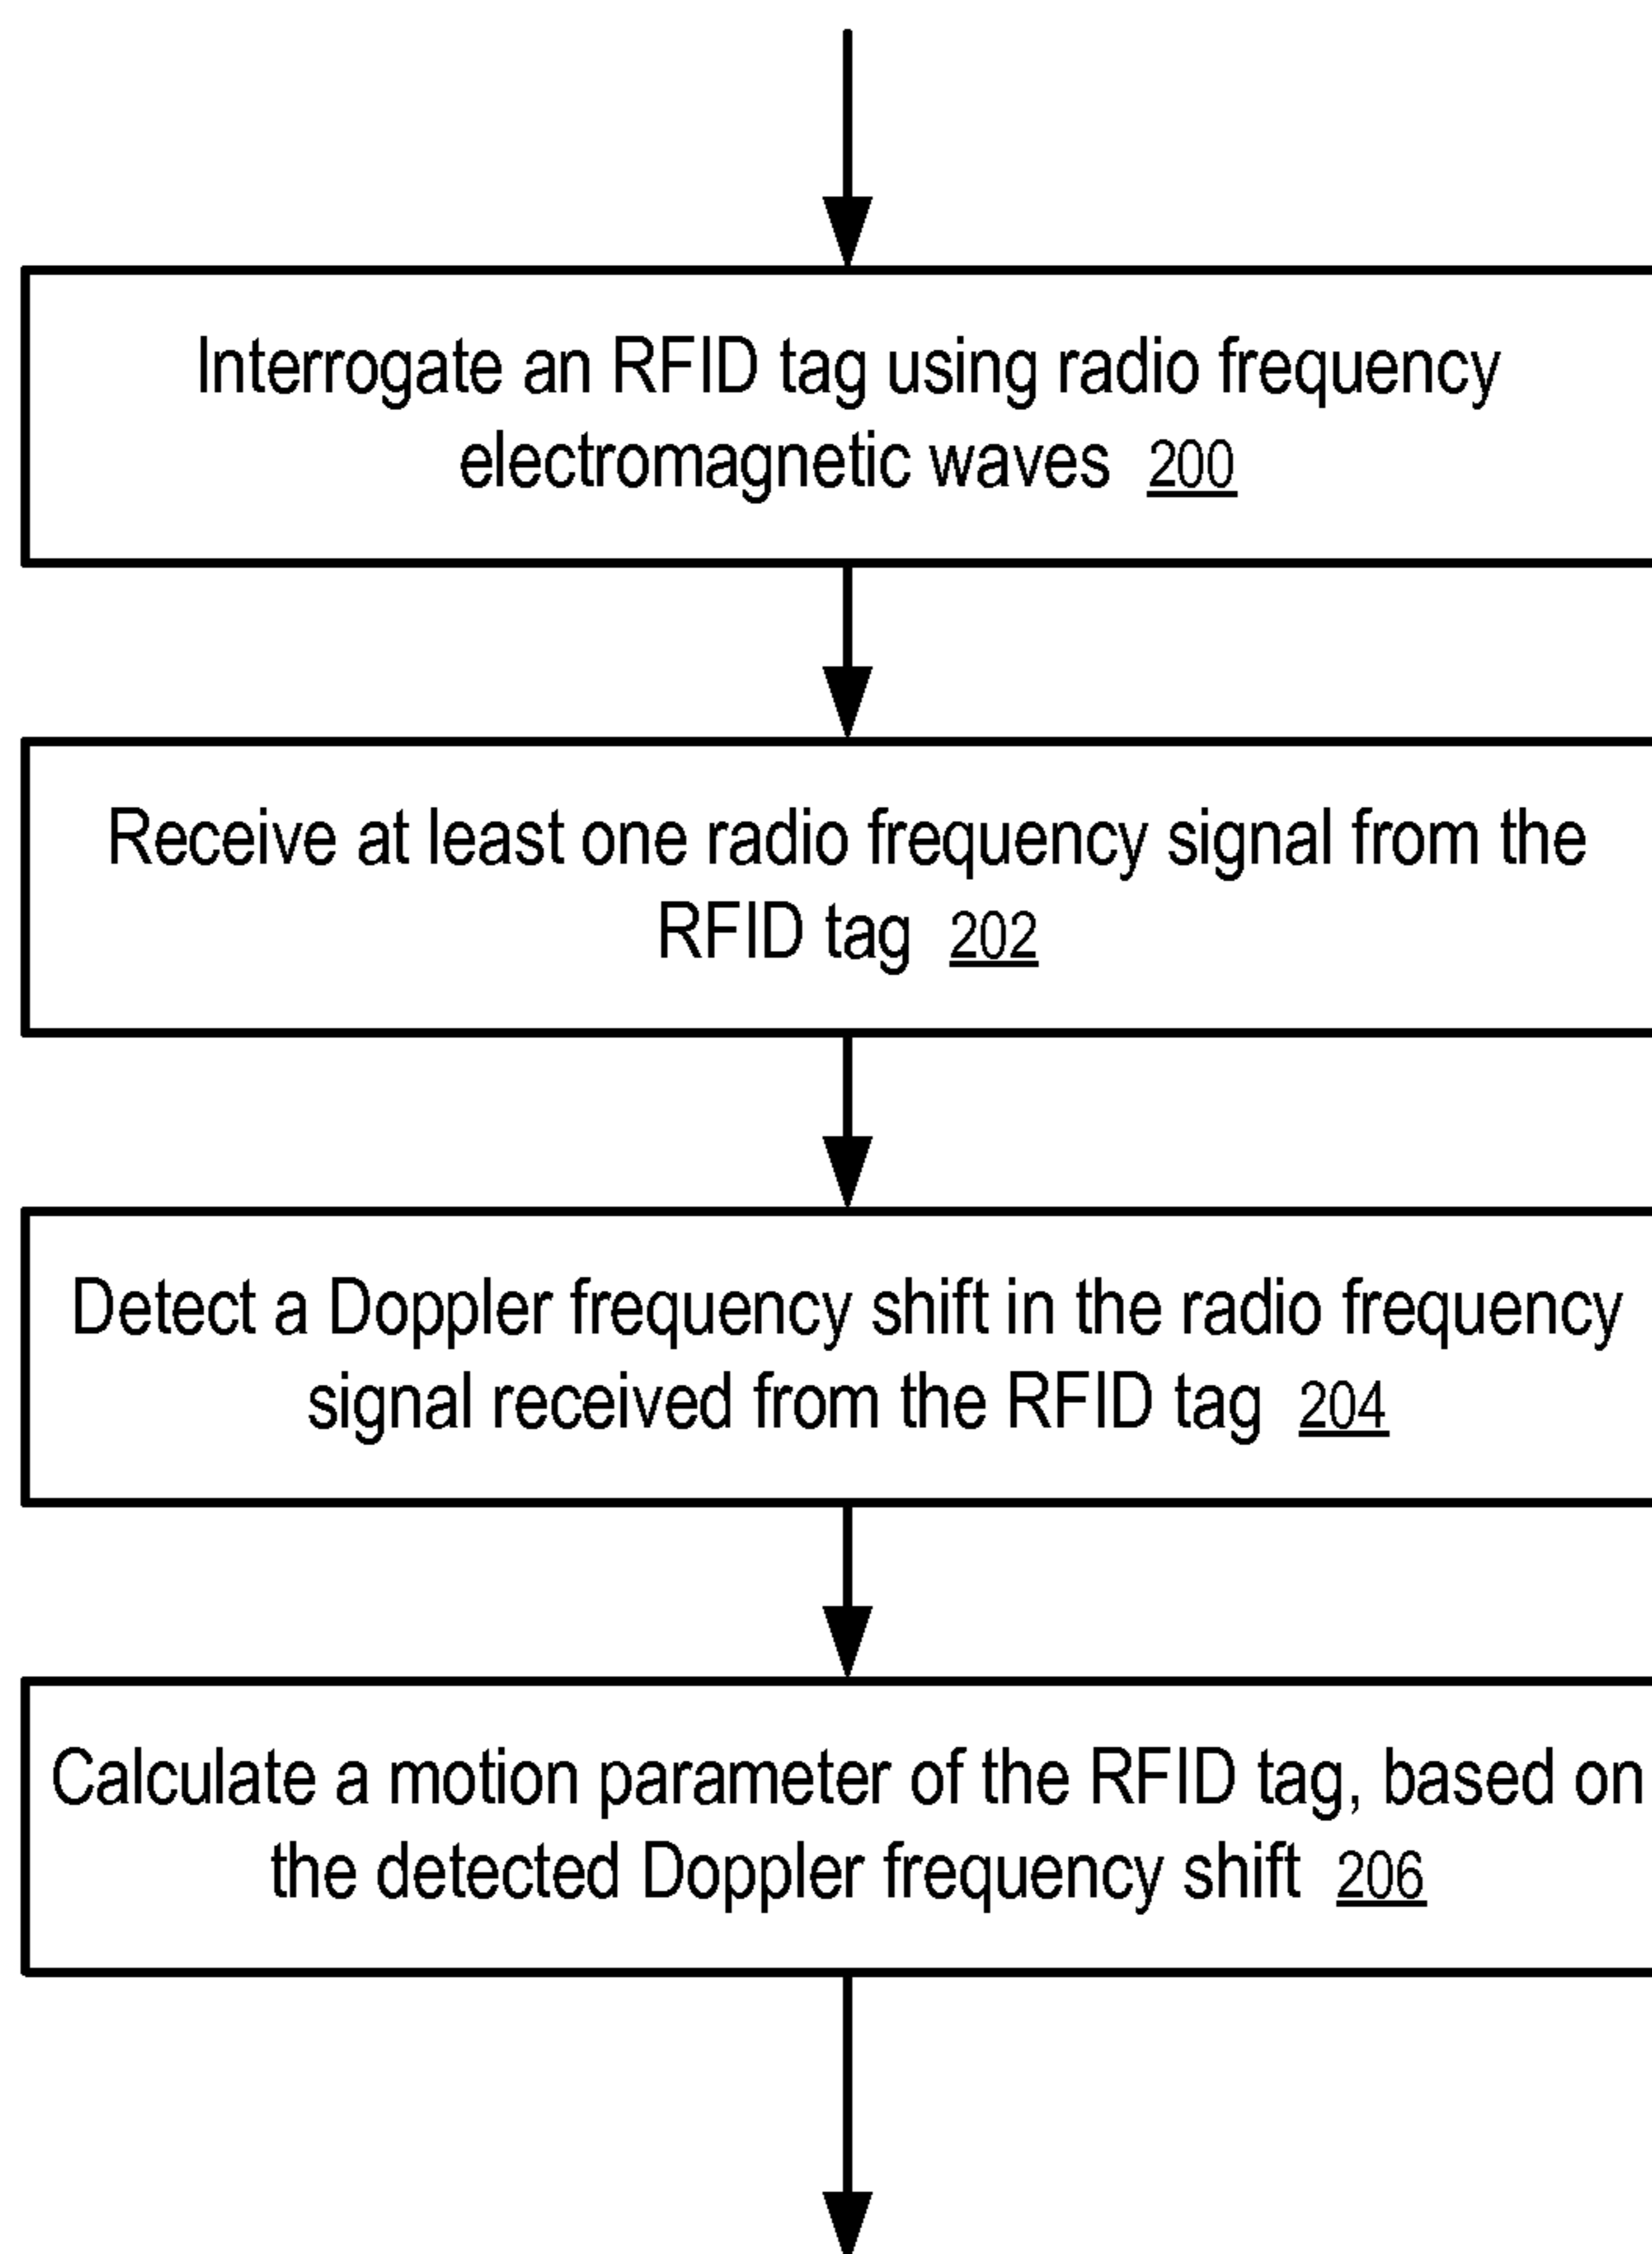 Interrogate an RFID tag using radio frequency
electromagnetic waves 200
Receive at least one radio frequency signal from the
RFID tag 202
Detect a Doppler frequency shift in the radio frequency
signal received from the RFID tag 204
Calculate a motion parameter of the RFID tag, based on
the detected Doppler frequency shift 206